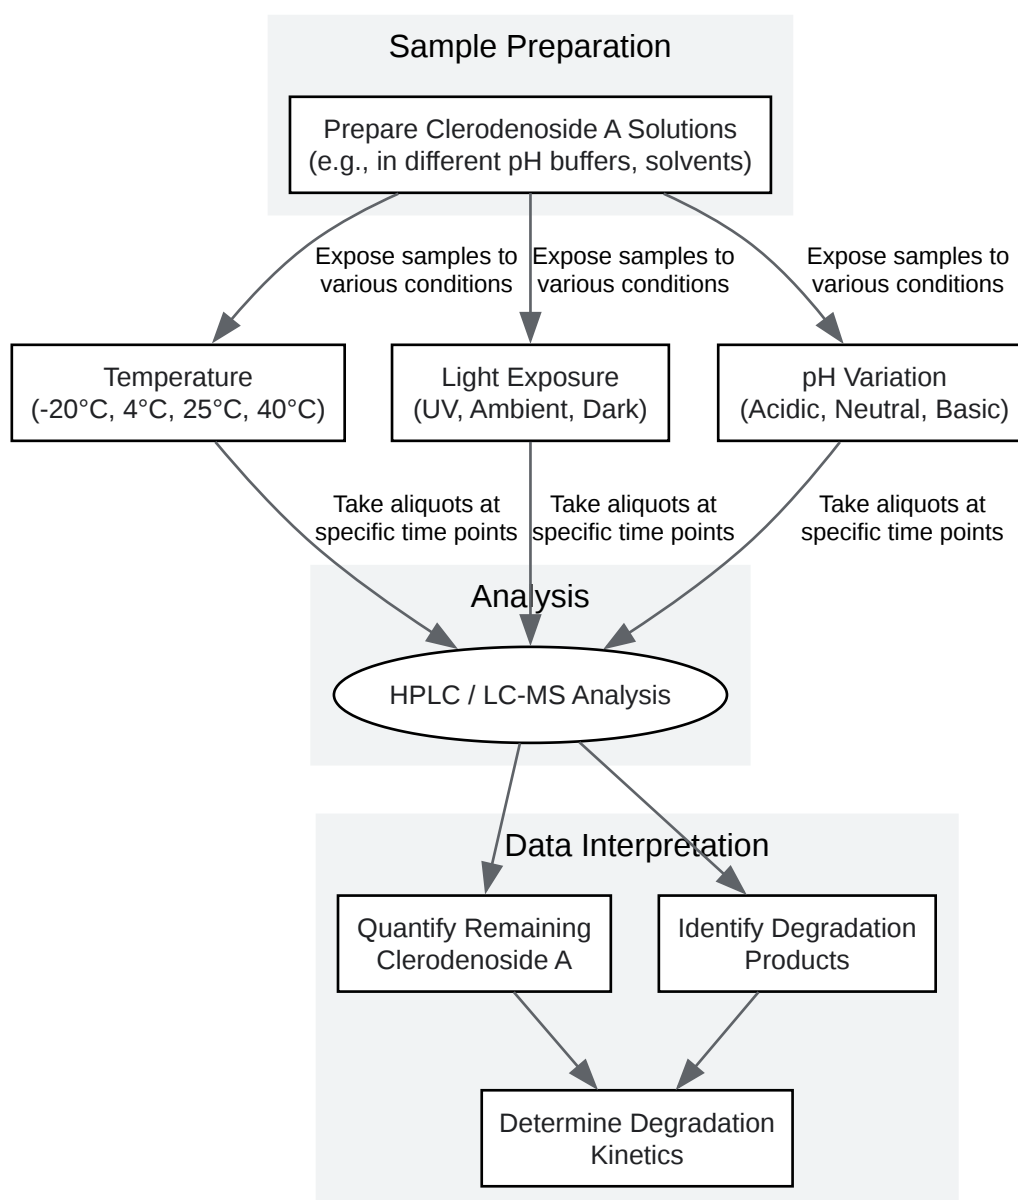 Sample Preparation
Prepare Clerodenoside A Solutions
(e.g., in different pH buffers, solvents)
Expose samples to
various conditions
Expose samples to
various conditions
Expose samples to
various conditions
Temperature
(-20°C, 4°C, 25°C, 40°C)
Light Exposure
(UV, Ambient, Dark)
pH Variation
(Acidic, Neutral, Basic)
Take aliquots at
specific time points
Take aliquots at
specific time points
Take aliquots at
specific time points
Analysis
HPLC / LC-MS Analysis
Data Interpretation
Quantify Remaining
Clerodenoside A
Identify Degradation
Products
Determine Degradation
Kinetics